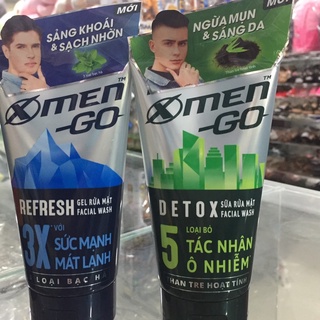 MỚI
SẢNG KHOÁI
& SẠCH NHỜN
XMEN
-GO™
REFRESH
GEL RỬA MẶT
FACIAL WASH
3X
VỚI
SỨC MẠNH
MÁT LẠNH
LOẠI BẠC H
MỚI
NGỪA MỤN
& SÁNG DA
XMEN
-GO™
DETOX
SỮA RỬA MẶT
FACIAL WASH
5
LOẠI BỎ
TÁC NHÂN
Ô NHIỄM
THAN TRE HOẠT TÍNH